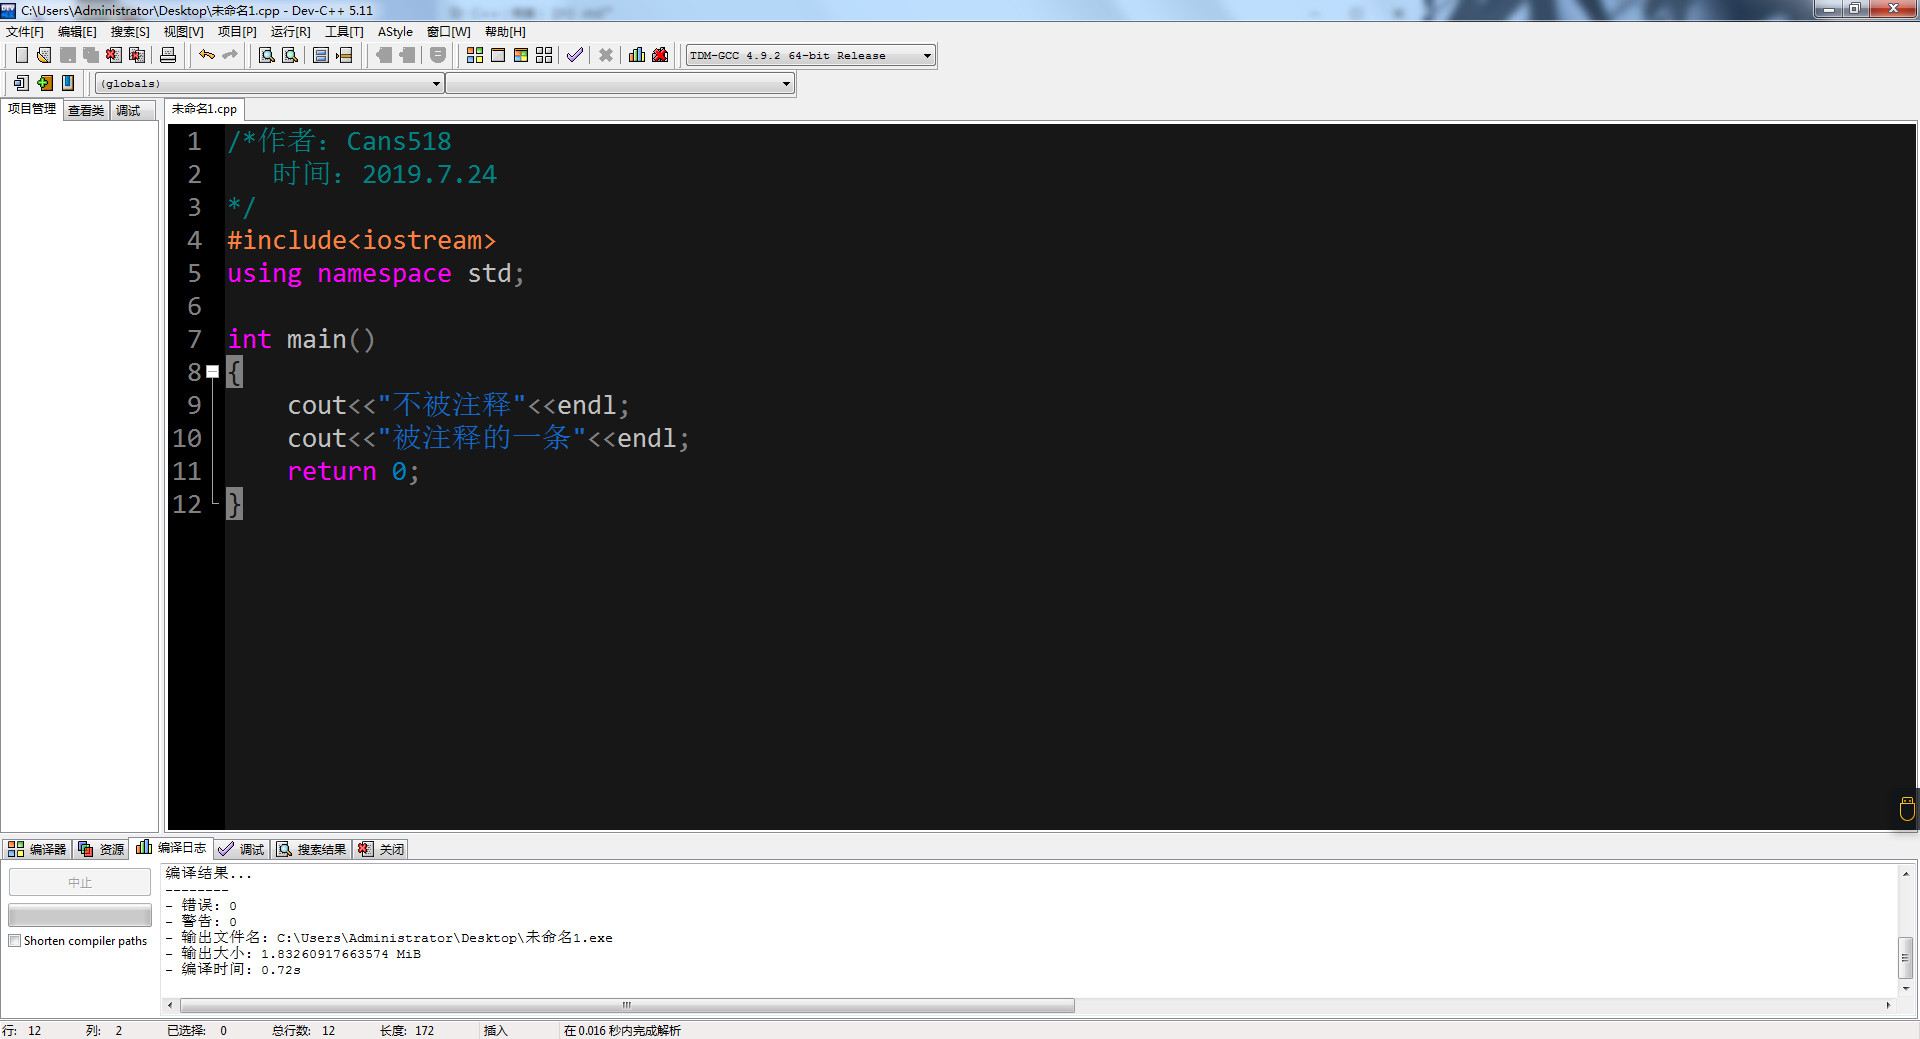 C:\Users\Administrator\Desktop\未命名1.cpp - Dev-C++ 5.11
文件[F] 编辑[E] 搜索[S] 视图[V] 项目[P] 运行[R] 工具[T] AStyle 窗口[W] 帮助[H]
TDM-GCC 4.9.2 64-bit Release
(globals)
项目管理 查看类 调试 未命名1.cpp
1 /*作者：Cans518
2 时间：2019.7.24
3 */
4 #include<iostream>
5 using namespace std;
6
7 int main()
8 {
9 cout<<"不被注释"<<endl;
10 cout<<"被注释的一条"<<endl;
11 return 0;
12 }
编译器 资源 编译日志 调试 搜索结果 关闭
中止
Shorten compiler paths
编译结果...
--------
- 错误: 0
- 警告: 0
- 输出文件名: C:\Users\Administrator\Desktop\未命名1.exe
- 输出大小: 1.83260917663574 MiB
- 编译时间: 0.72s
行: 12 列: 2 已选择: 0 总行数: 12 长度: 172 插入 在 0.016 秒内完成解析